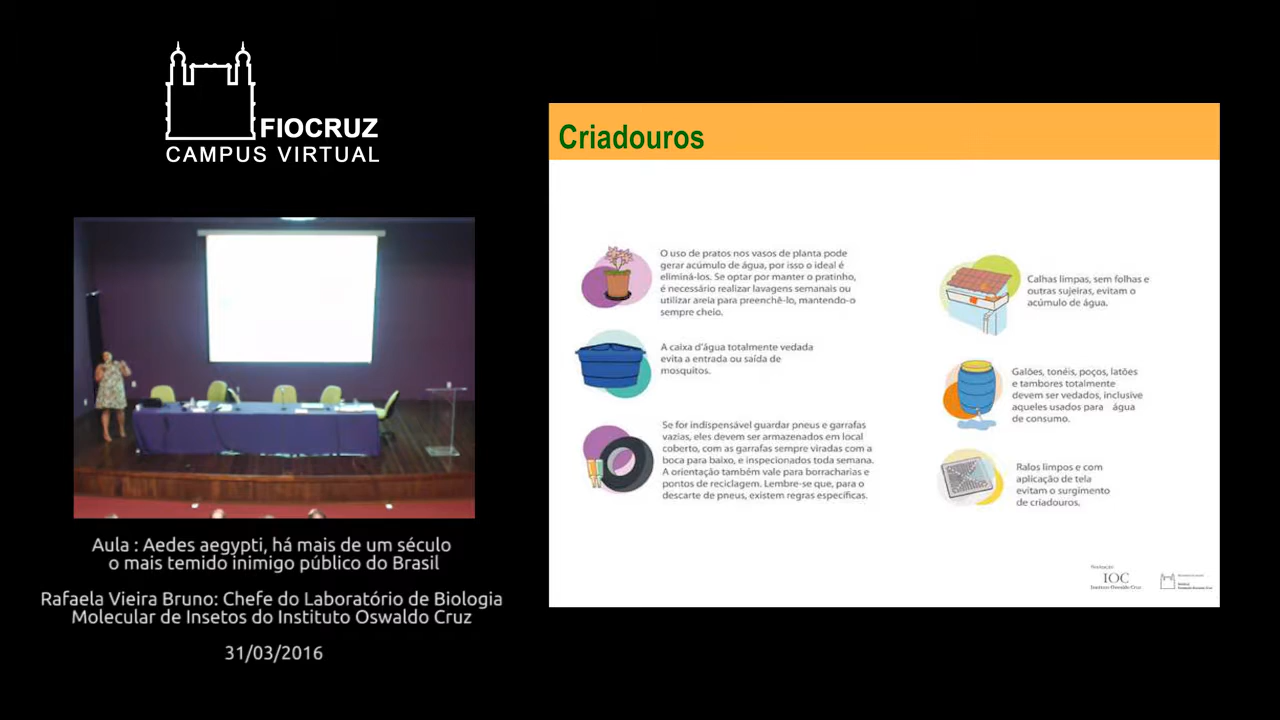 FIOCRUZ
CAMPUS VIRTUAL
Aula : Aedes aegypti, há mais de um século
o mais temido inimigo público do Brasil
Rafaela Vieira Bruno: Chefe do Laboratório de Biologia
Molecular de Insetos do Instituto Oswaldo Cruz
31/03/2016
Criadouros
O uso de pratos nos vasos de planta pode
gerar acúmulo de água, por isso o ideal é
eliminá-los. Se optar por manter o pratinho,
é necessário realizar lavagens semanais ou
utilizar areia para preenchê-lo, mantendo-o
sempre cheio.
A caixa d'água totalmente vedada
evita a entrada ou saída de
mosquitos.
Se for indispensável guardar pneus e garrafas
vazias, eles devem ser armazenados em local
coberto, com as garrafas sempre viradas com a
boca para baixo, e inspecionados toda semana.
A orientação também vale para borracharias e
pontos de reciclagem. Lembre-se que, para o
descarte de pneus, existem regras específicas.
Calhas limpas, sem folhas e
outras sujeiras, evitam o
acúmulo de água.
Galões, tonéis, poços, latões
e tambores totalmente
devem ser vedados, inclusive
aqueles usados para água
de consumo.
Ralos limpos e com
aplicação de tela
evitam o surgimento
de criadouros.
IOC
Instituto Oswaldo Cruz